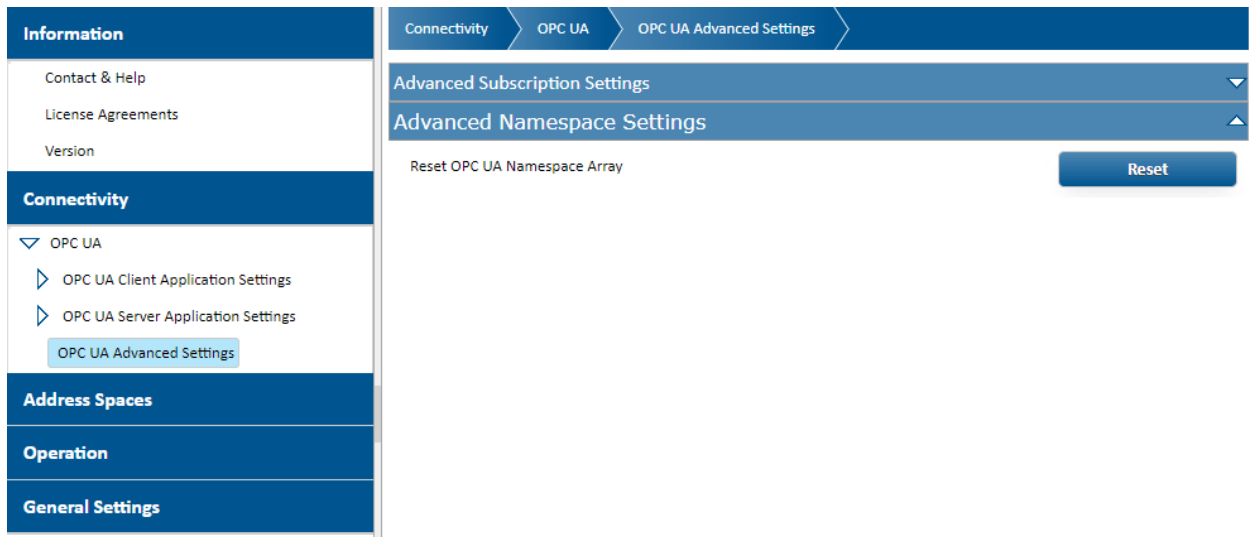 Information
Contact & Help
License Agreements
Version
Connectivity
OPC UA
OPC UA Client Application Settings
OPC UA Server Application Settings
OPC UA Advanced Settings
Address Spaces
Operation
General Settings
Connectivity OPC UA OPC UA Advanced Settings
Advanced Subscription Settings
Advanced Namespace Settings
Reset OPC UA Namespace Array Reset